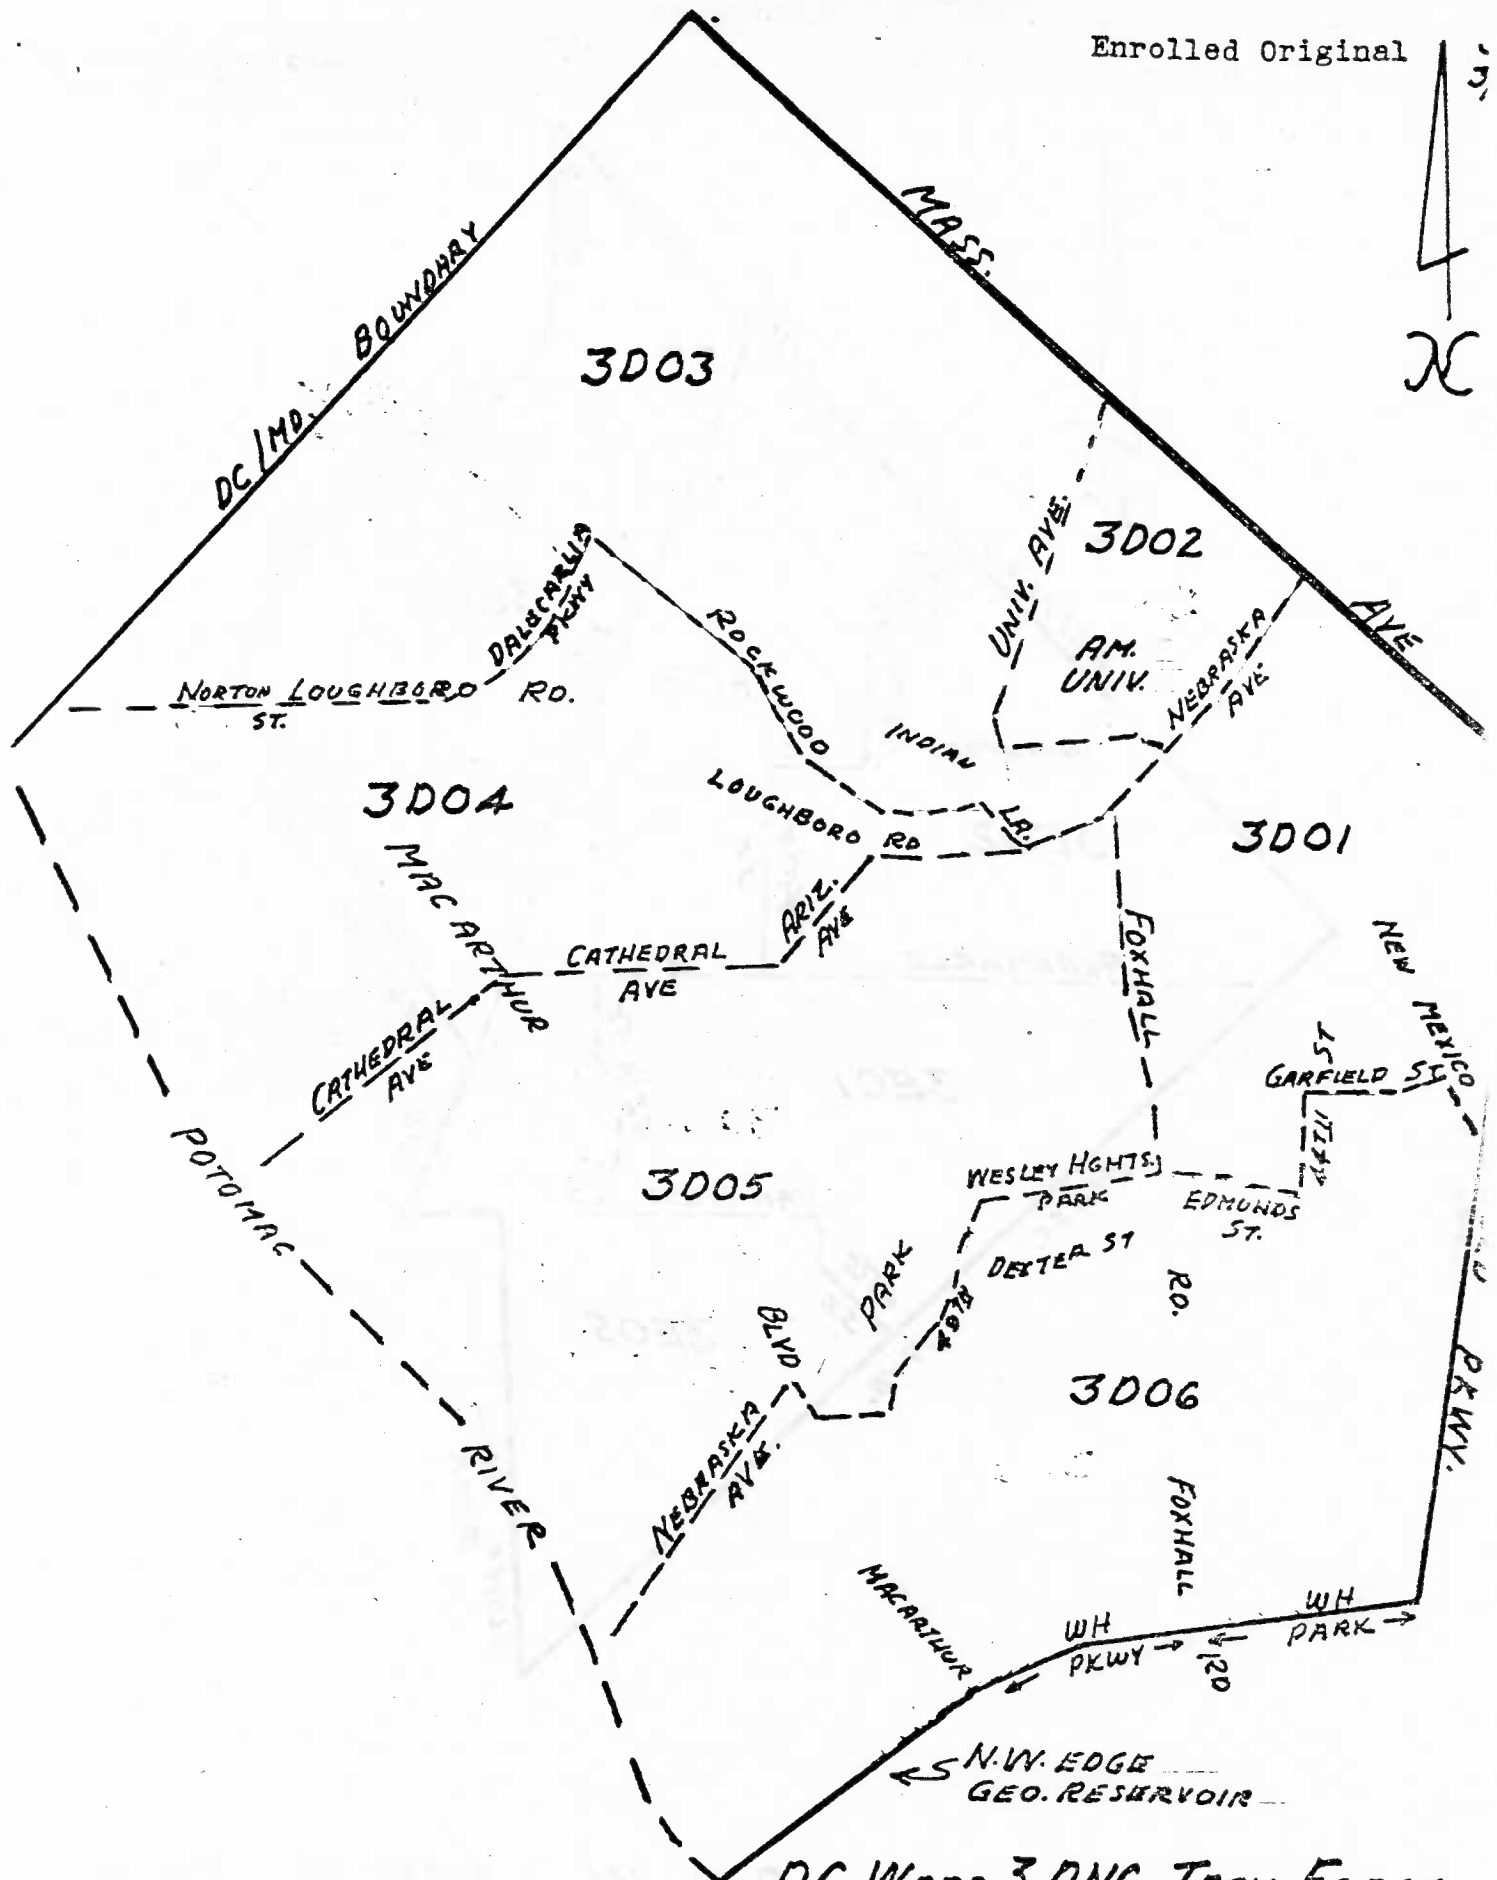 Enrolled Original
N
MASS.
AVE
DC/MD.
BOUNDARY
3D03
3D02
UNIV. AVE.
AM.
UNIV.
NEBRASKA
AVE
DALECARLIA
PKWY
NORTON
ST.
LOUGHBORO RD.
ROCKWOOD
INDIAN
LA.
LOUGHBORO RD
3D04
3D01
MAC ARTHUR
ARIZ.
AVE
CATHEDRAL
AVE
CATHEDRAL
AVE
FOXHALL
NEW MEXICO
GARFIELD ST.
ST
POTOMAC
RIVER
3D05
WESLEY HGHTS.
PARK
EDMUNDS
ST.
DEXTER ST
RD.
PARK
BLVD
3D06
NEBRASKA
AVE.
PKWY.
FOXHALL
MACARTHUR
WH
PKWY
RD
WH
PARK
N.W. EDGE
GEO. RESERVOIR